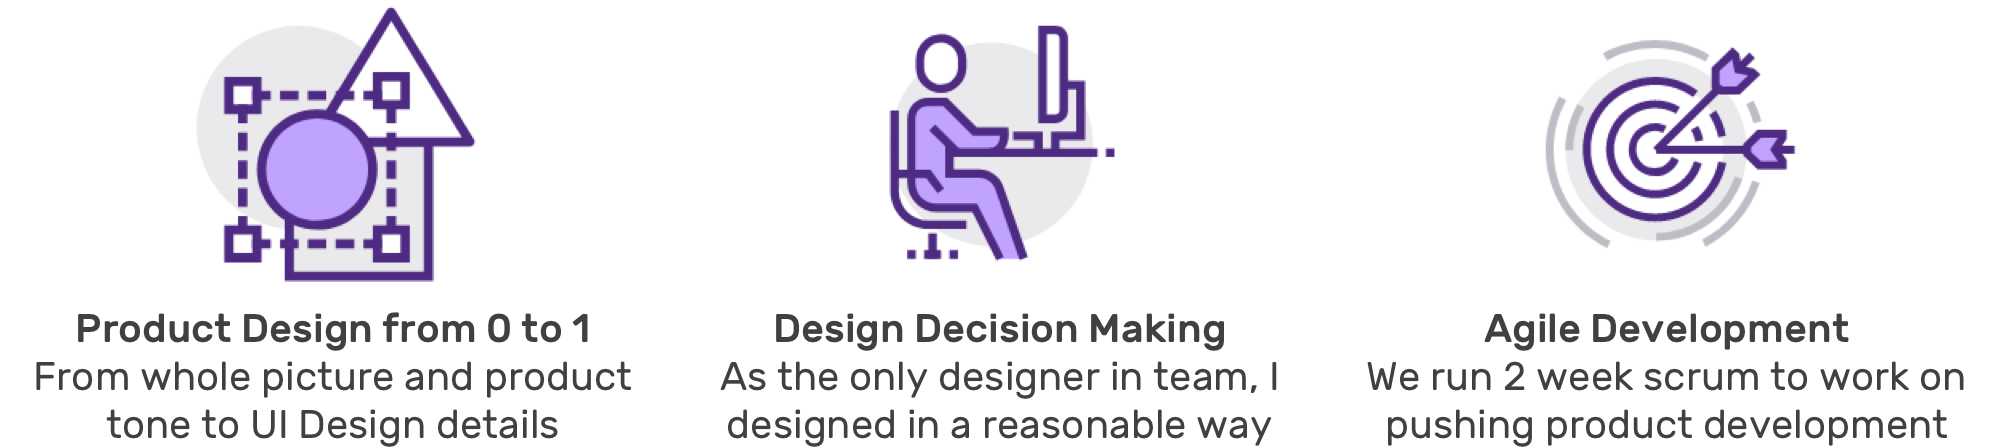 Product Design from 0 to 1
From whole picture and product
tone to UI Design details
Design Decision Making
As the only designer in team, I
designed in a reasonable way
Agile Development
We run 2 week scrum to work on
pushing product development